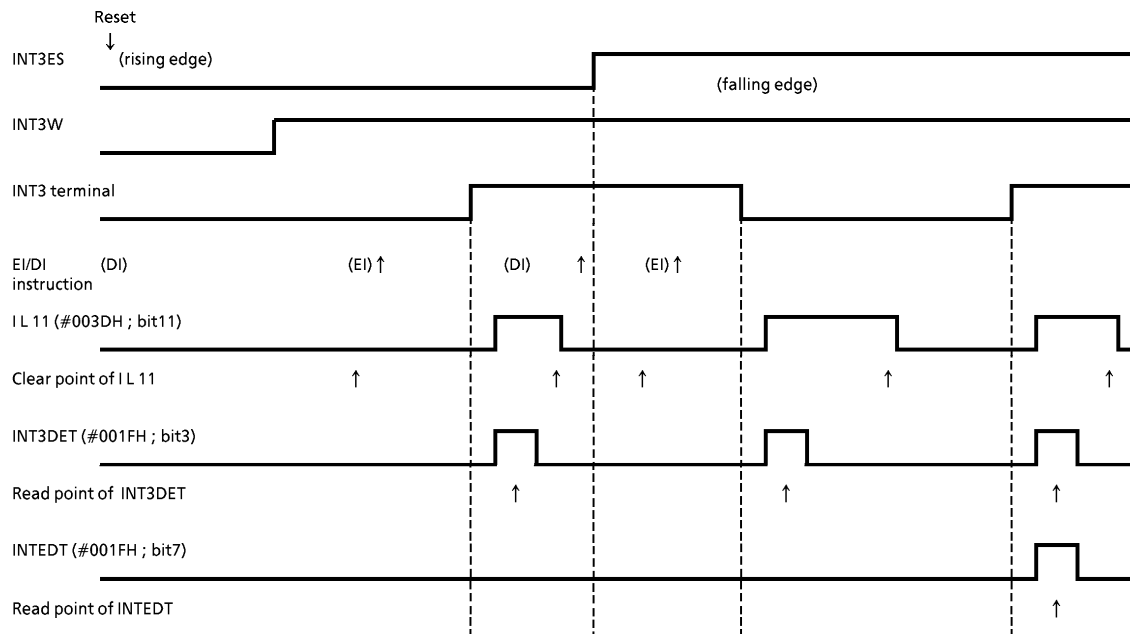 Reset
↓
INT3ES (rising edge)
(falling edge)
INT3W
INT3 terminal
EI/DI (DI) (EI) ↑ (DI) ↑ (EI) ↑
instruction
I L 11 (#003DH ; bit11)
Clear point of I L 11 ↑ ↑ ↑ ↑ ↑
INT3DET (#001FH ; bit3)
Read point of INT3DET ↑ ↑ ↑
INTEDT (#001FH ; bit7)
Read point of INTEDT ↑